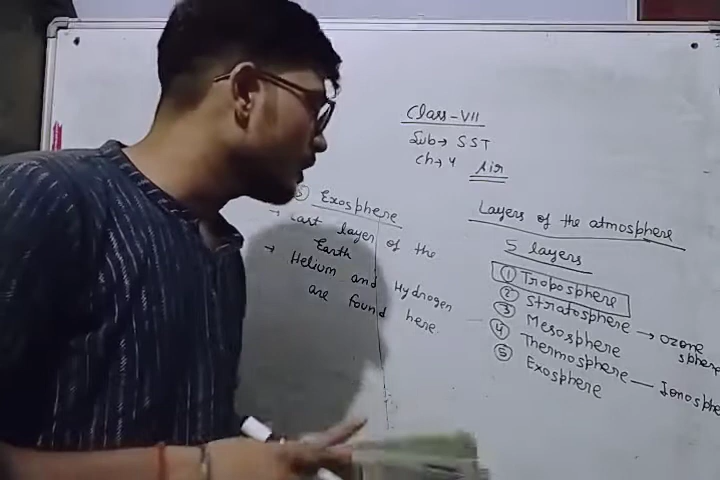 Class-VII
Sub→ SST
Ch→ 4 Air
⑤ Exosphere
→ Last layer of the
Earth
→ Helium and Hydrogen
are found here.
Layers of the atmosphere
5 layers
① Troposphere
② Stratosphere → Ozone
sphere
③ Mesosphere
④ Thermosphere — Ionosphe
⑤ Exosphere